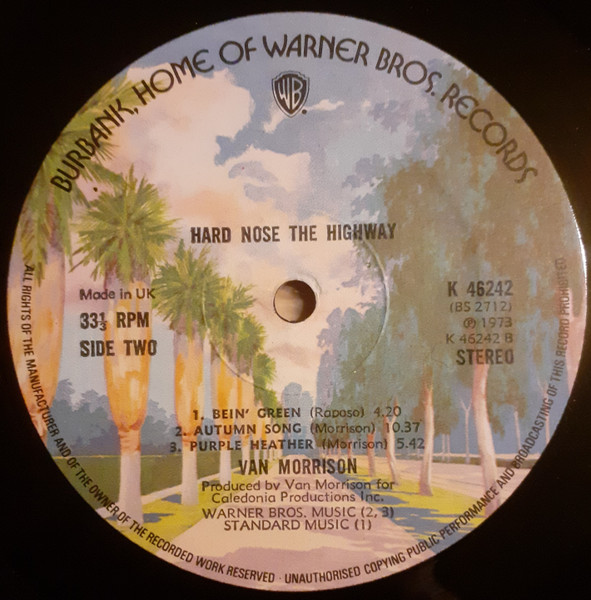 BURBANK, HOME OF WARNER BROS. RECORDS
WB
HARD NOSE THE HIGHWAY
Made in UK
33⅓ RPM
SIDE TWO
K 46242
(BS 2712)
℗ 1973
K 46242 B
STEREO
1. BEIN' GREEN (Raposo) 4.20
2. AUTUMN SONG (Morrison) 10.37
3. PURPLE HEATHER (Morrison) 5.42
VAN MORRISON
Produced by Van Morrison for
Caledonia Productions Inc.
WARNER BROS. MUSIC (2, 3)
STANDARD MUSIC (1)
ALL RIGHTS OF THE MANUFACTURER AND OF THE OWNER OF THE RECORDED WORK RESERVED · UNAUTHORISED COPYING PUBLIC PERFORMANCE AND BROADCASTING OF THIS RECORD PROHIBITED